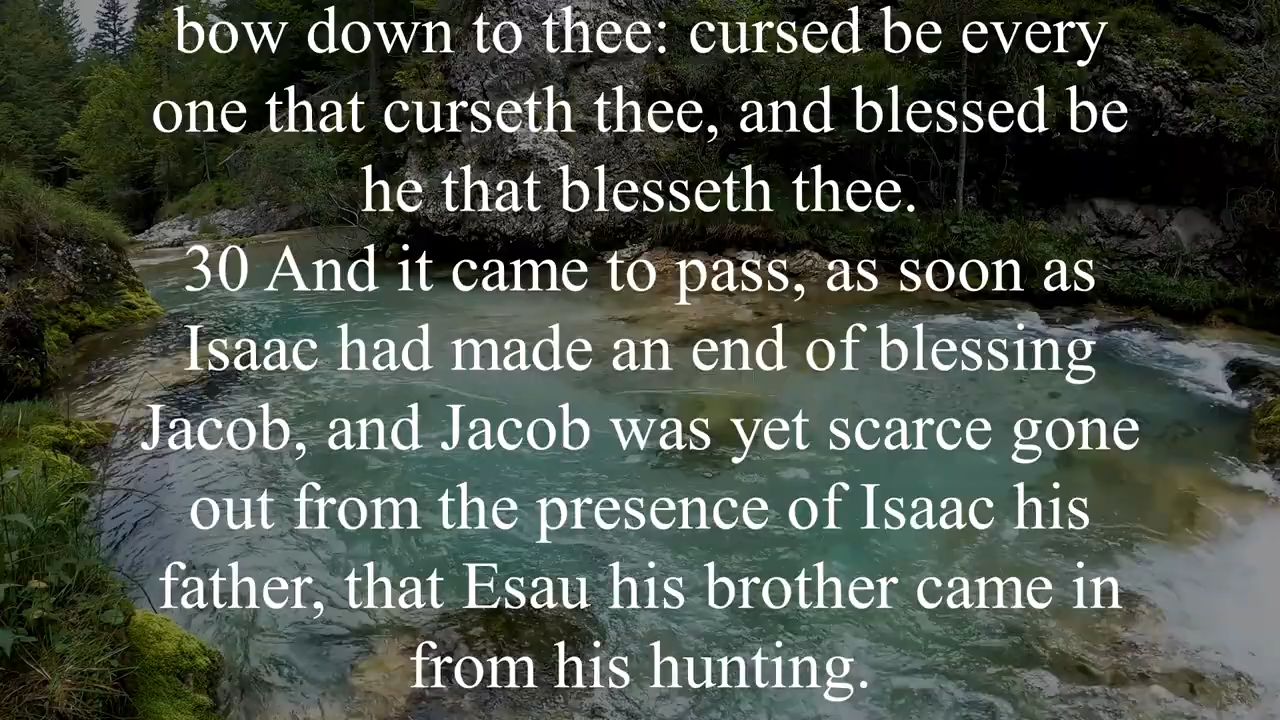 bow down to thee: cursed be every
one that curseth thee, and blessed be
he that blesseth thee.
30 And it came to pass, as soon as
Isaac had made an end of blessing
Jacob, and Jacob was yet scarce gone
out from the presence of Isaac his
father, that Esau his brother came in
from his hunting.